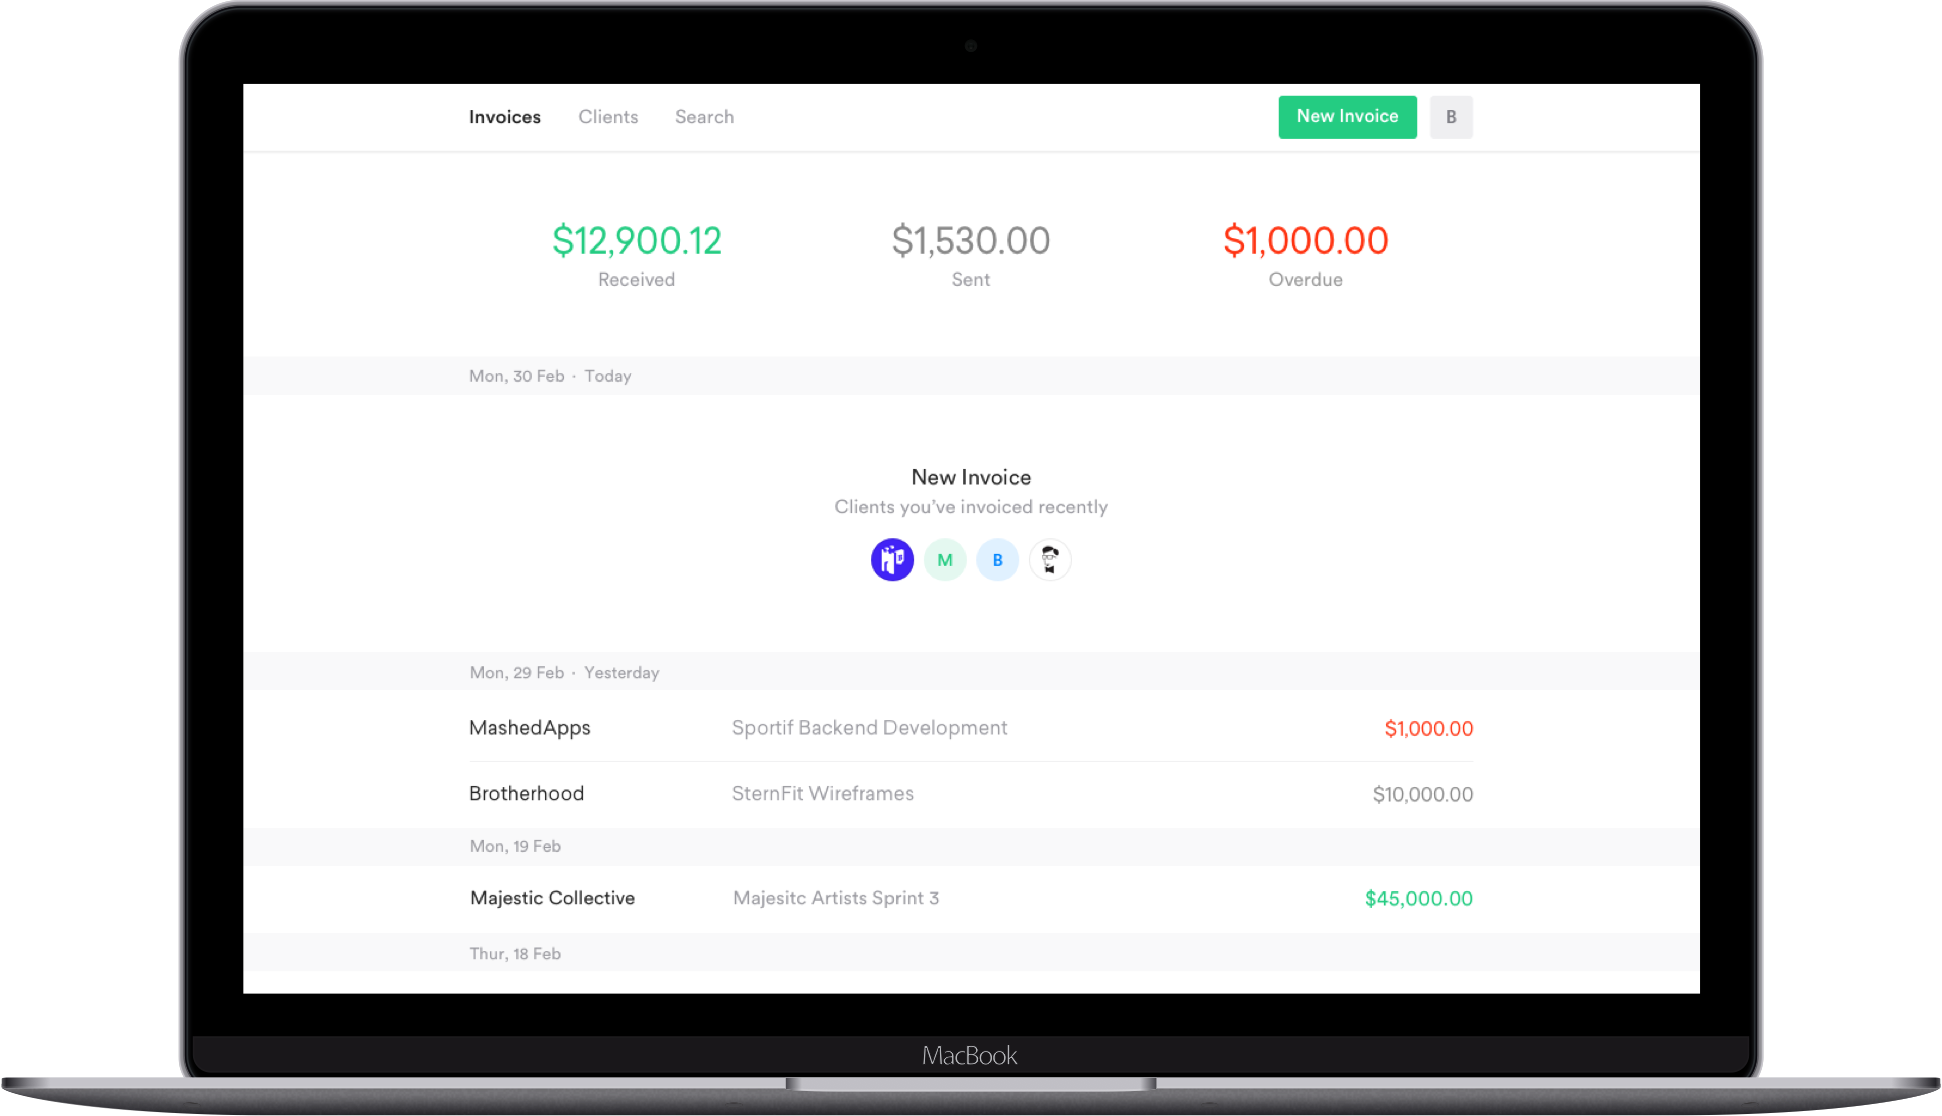 Invoices Clients Search New Invoice B
$12,900.12 $1,530.00 $1,000.00
Received Sent Overdue
Mon, 30 Feb · Today
New Invoice
Clients you've invoiced recently
M B
Mon, 29 Feb · Yesterday
MashedApps Sportif Backend Development $1,000.00
Brotherhood SternFit Wireframes $10,000.00
Mon, 19 Feb
Majestic Collective Majesitc Artists Sprint 3 $45,000.00
Thur, 18 Feb
MacBook